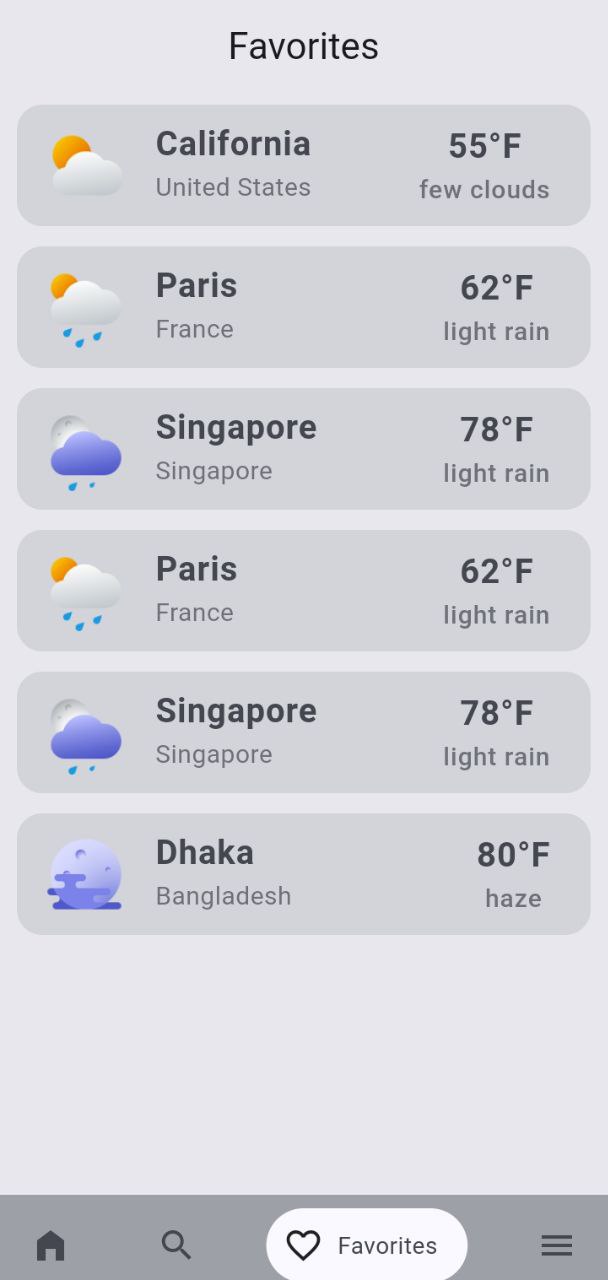 Favorites
California
United States
55°F
few clouds
Paris
France
62°F
light rain
Singapore
Singapore
78°F
light rain
Paris
France
62°F
light rain
Singapore
Singapore
78°F
light rain
Dhaka
Bangladesh
80°F
haze
Favorites